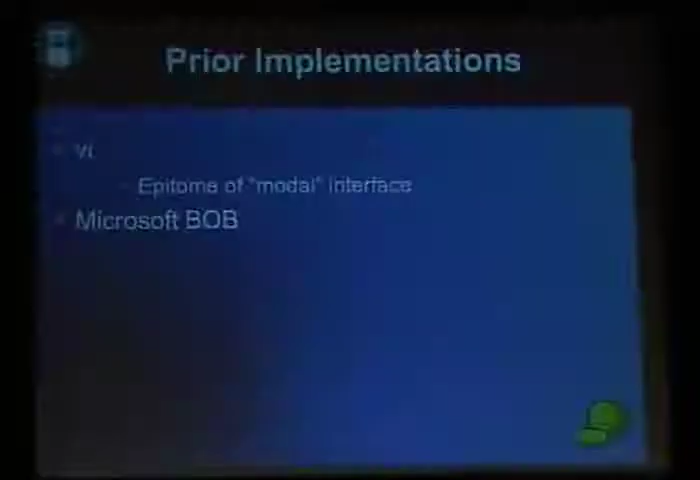 Prior Implementations
vi
Epitome of "modal" interface
Microsoft BOB